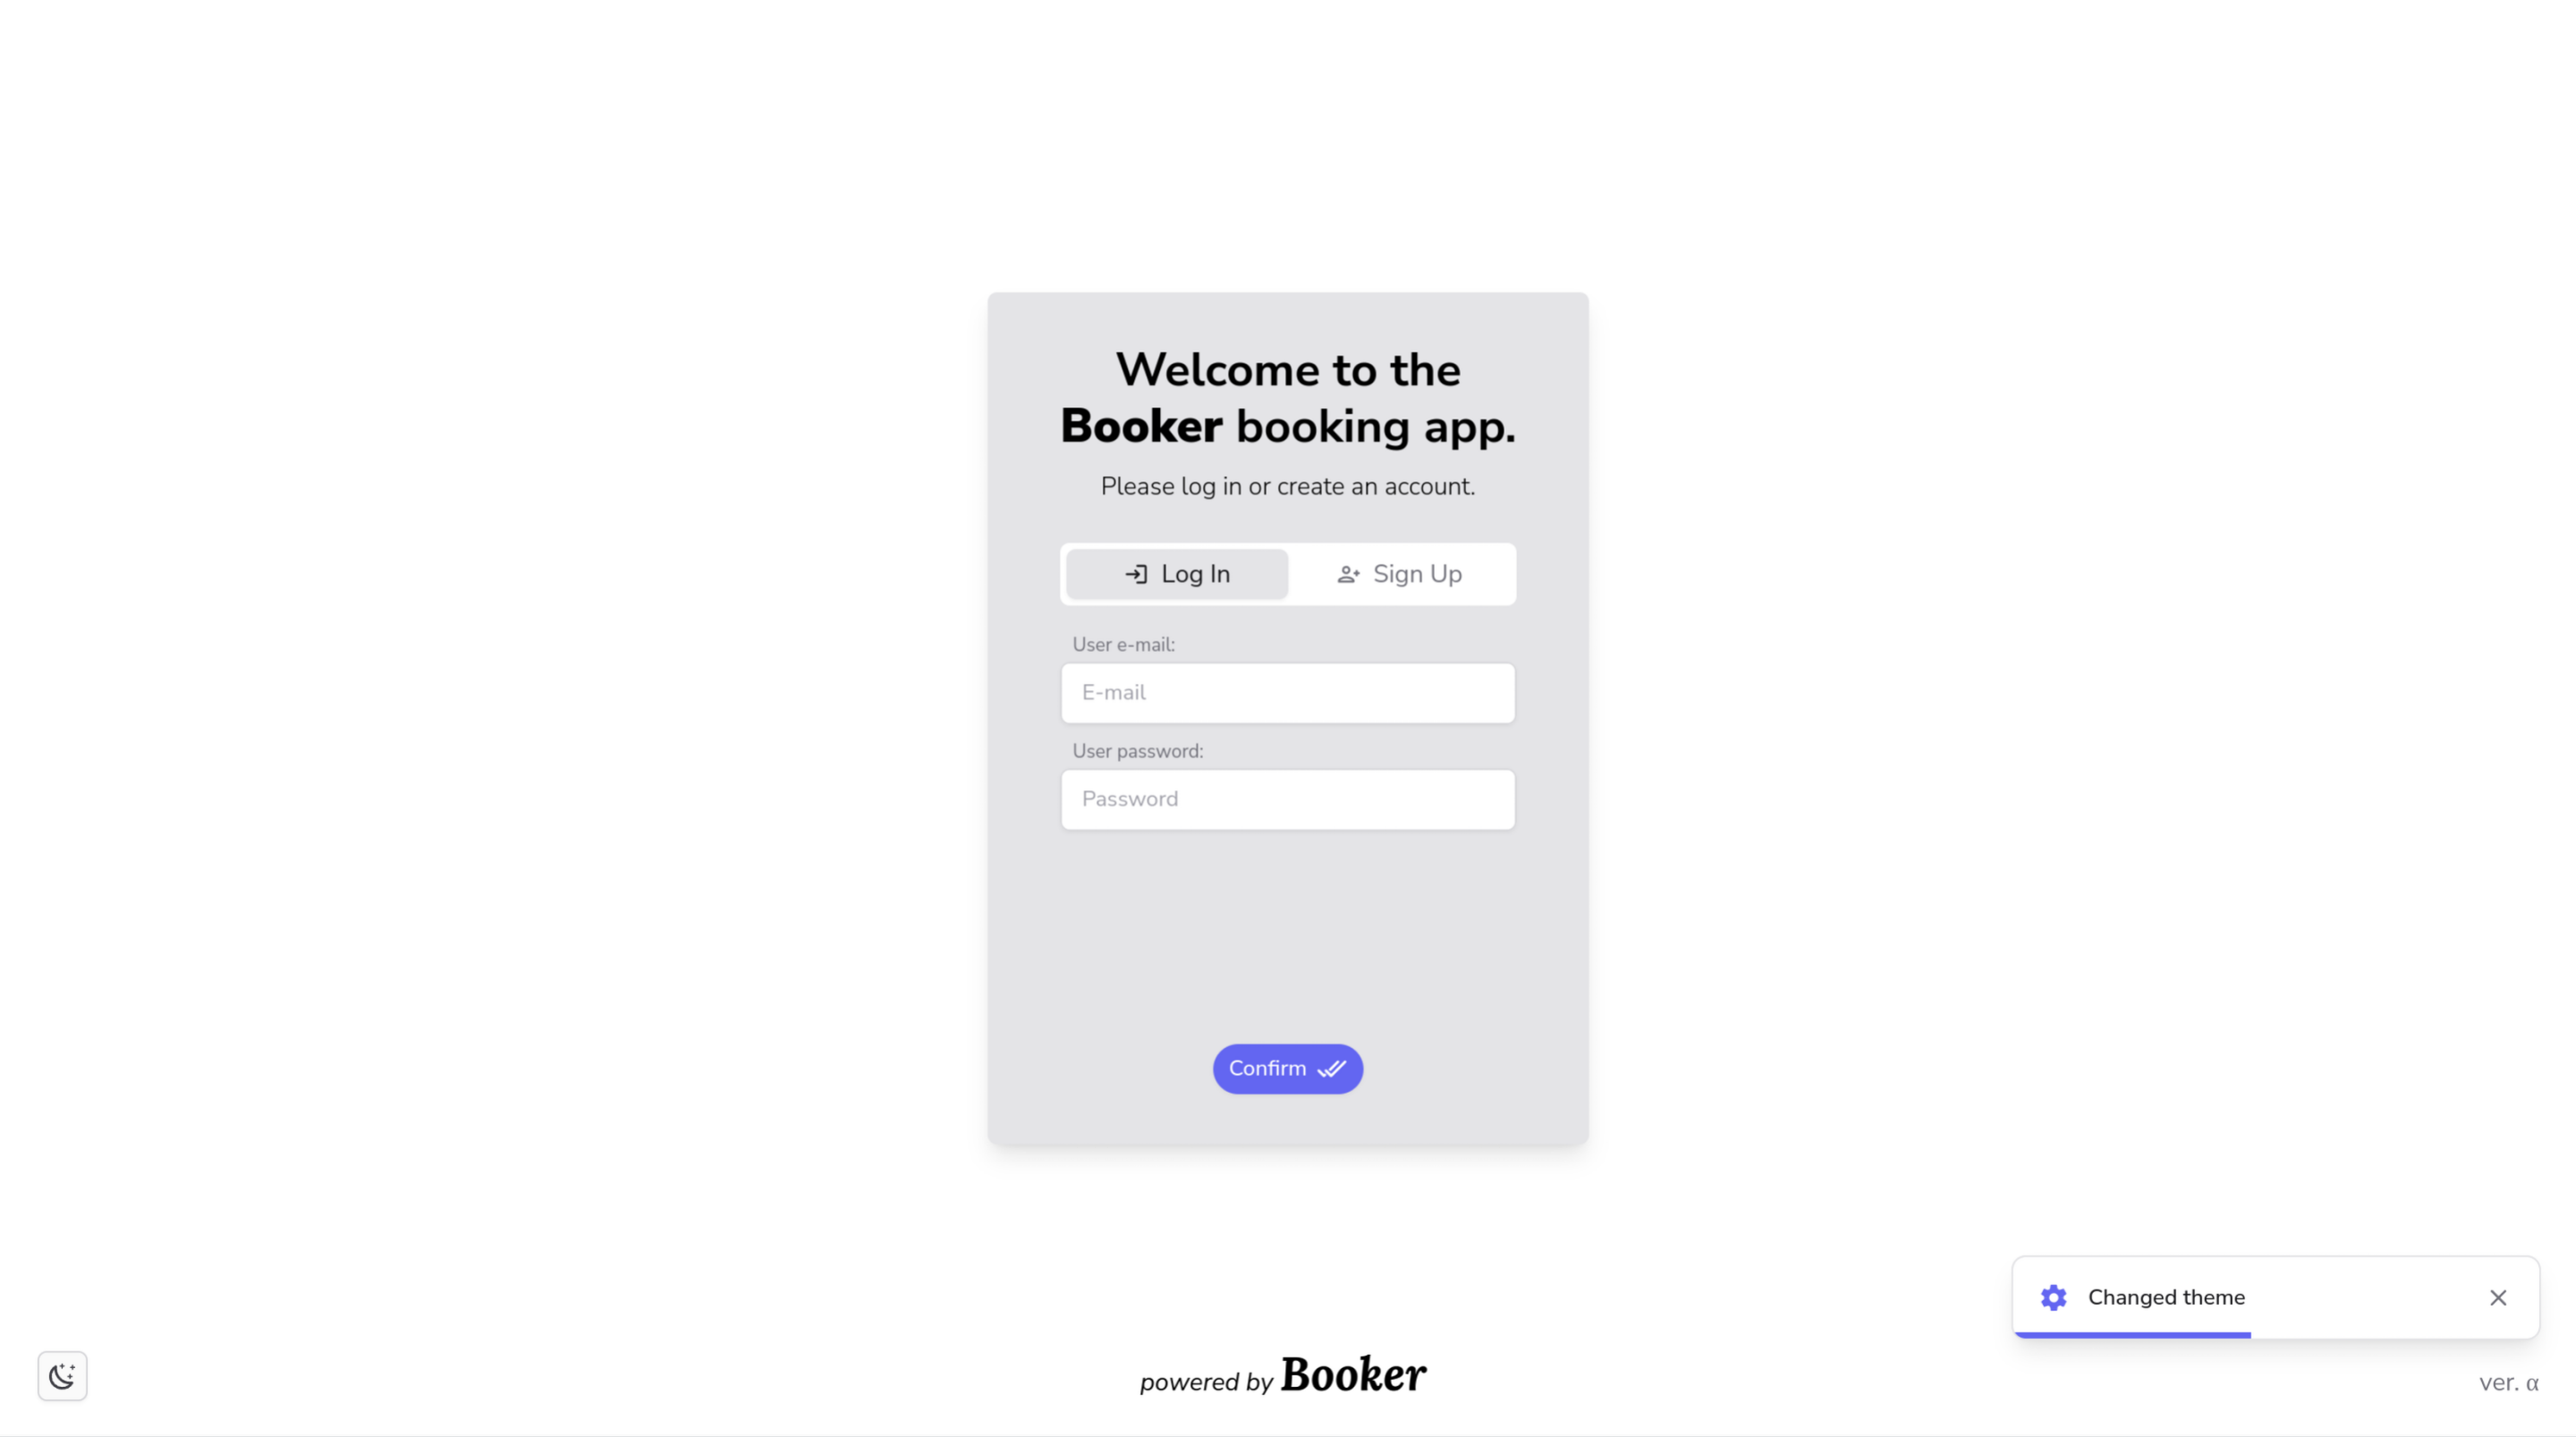 Welcome to the
Booker booking app.
Please log in or create an account.
Log In
Sign Up
User e-mail:
E-mail
User password:
Password
Confirm
Changed theme
powered by Booker
ver. α